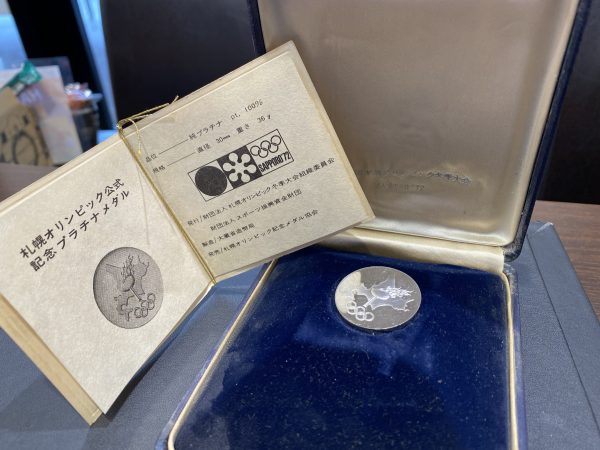 札幌オリンピック公式
記念プラチナメダル
品位 純プラチナ pt. 100%
規格 直径 30mm 重さ 36g
SAPPORO'72
発行/財団法人札幌オリンピック冬季大会組織委員会
財団法人スポーツ振興資金財団
製造/大蔵省造幣局
発売/札幌オリンピック記念メダル協会